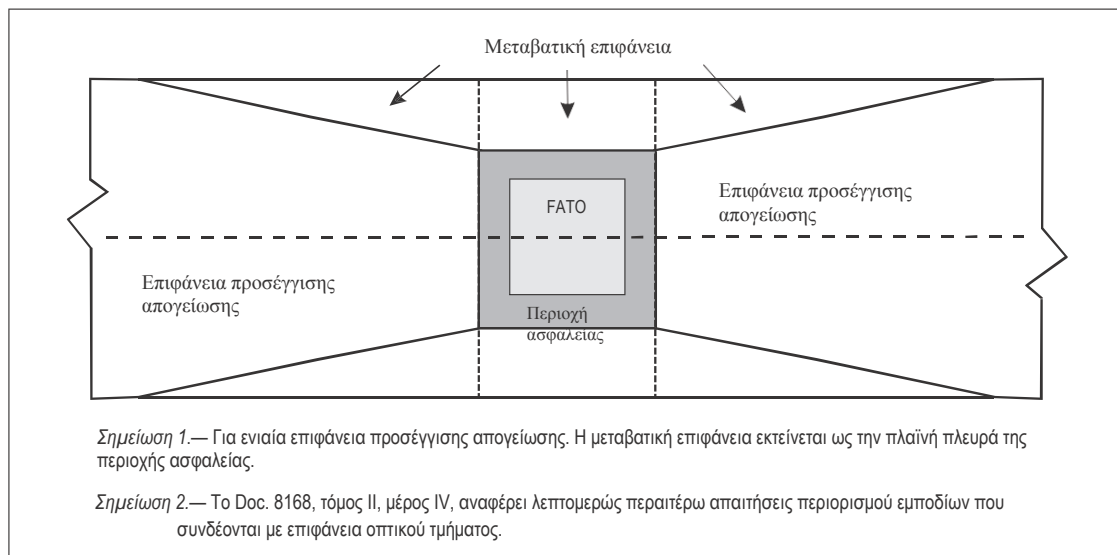 Μεταβατική επιφάνεια
Επιφάνεια προσέγγισης
απογείωσης
FATO
Επιφάνεια προσέγγισης
απογείωσης
Περιοχή
ασφαλείας
Σημείωση 1.— Για ενιαία επιφάνεια προσέγγισης απογείωσης. Η μεταβατική επιφάνεια εκτείνεται ως την πλαϊνή πλευρά της
περιοχής ασφαλείας.
Σημείωση 2.— Το Doc. 8168, τόμος II, μέρος IV, αναφέρει λεπτομερώς περαιτέρω απαιτήσεις περιορισμού εμποδίων που
συνδέονται με επιφάνεια οπτικού τμήματος.